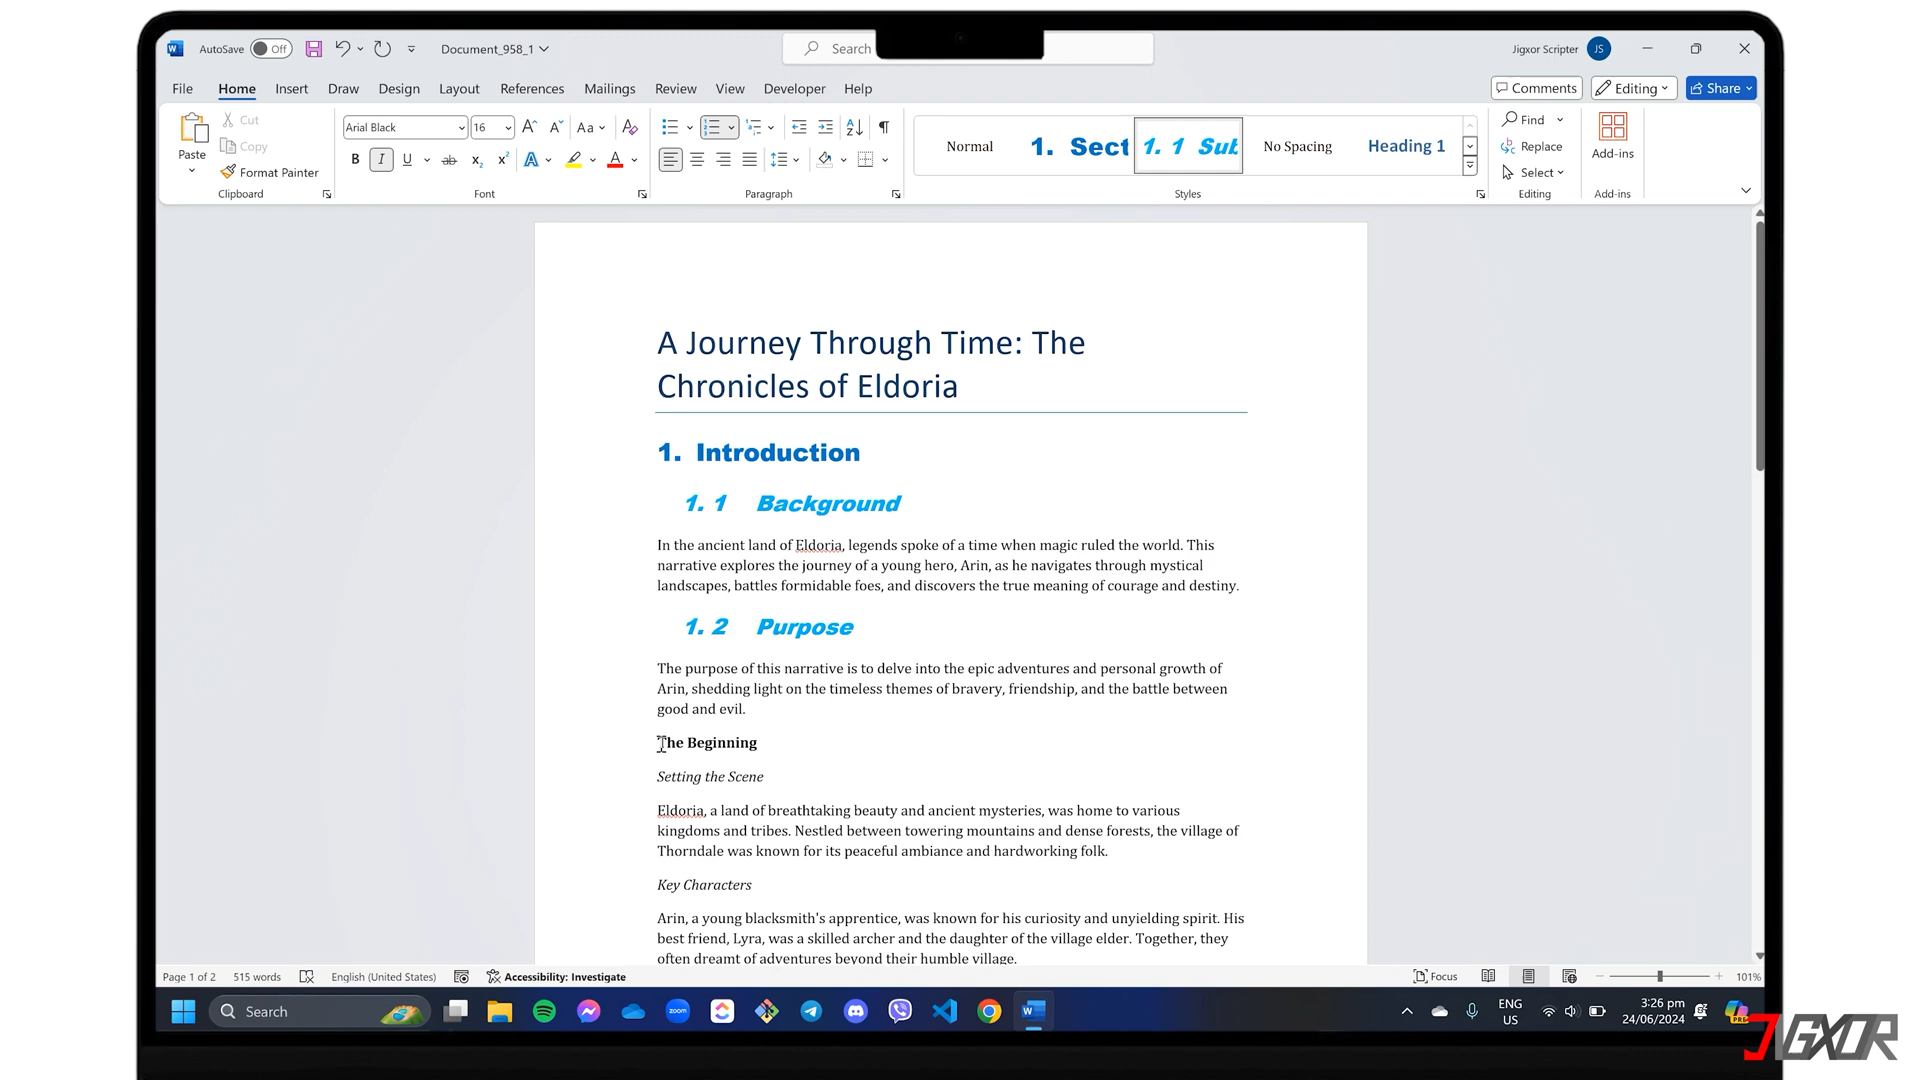 AutoSave Off Document_958_1 Search Jigxor Scripter JS
File Home Insert Draw Design Layout References Mailings Review View Developer Help Comments Editing Share
Paste Cut Copy Format Painter Clipboard
Arial Black 16 Aa B I U ab x₂ x² A A Font
Paragraph
Normal 1. Sect 1. 1 Sub No Spacing Heading 1 Styles
Find Replace Select Editing
Add-ins Add-ins
A Journey Through Time: The
Chronicles of Eldoria
1. Introduction
1. 1 Background
In the ancient land of Eldoria, legends spoke of a time when magic ruled the world. This
narrative explores the journey of a young hero, Arin, as he navigates through mystical
landscapes, battles formidable foes, and discovers the true meaning of courage and destiny.
1. 2 Purpose
The purpose of this narrative is to delve into the epic adventures and personal growth of
Arin, shedding light on the timeless themes of bravery, friendship, and the battle between
good and evil.
The Beginning
Setting the Scene
Eldoria, a land of breathtaking beauty and ancient mysteries, was home to various
kingdoms and tribes. Nestled between towering mountains and dense forests, the village of
Thorndale was known for its peaceful ambiance and hardworking folk.
Key Characters
Arin, a young blacksmith's apprentice, was known for his curiosity and unyielding spirit. His
best friend, Lyra, was a skilled archer and the daughter of the village elder. Together, they
often dreamt of adventures beyond their humble village.
Page 1 of 2 515 words English (United States) Accessibility: Investigate Focus 101%
Search zoom ENG US 3:26 pm 24/06/2024 PRE
JIGXOR